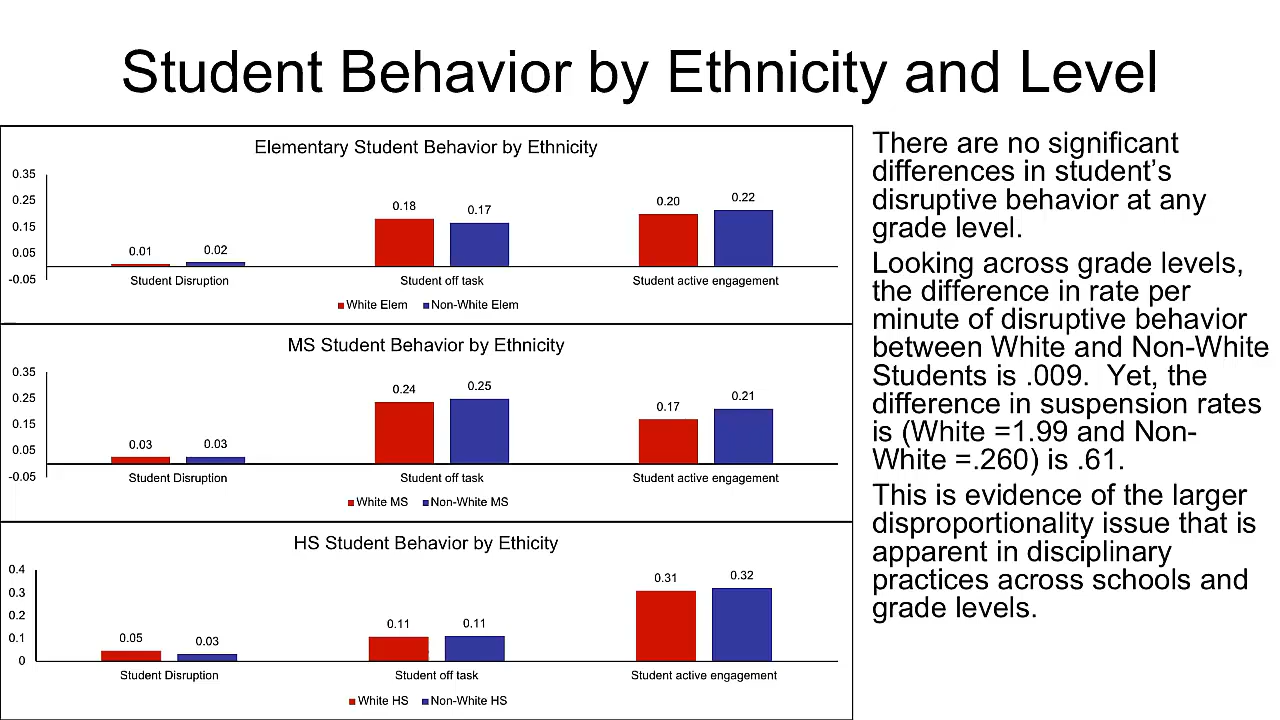 Student Behavior by Ethnicity and Level
Elementary Student Behavior by Ethnicity
0.35
0.25
0.15
0.05
-0.05
0.01
0.02
0.18
0.17
0.20
0.22
Student Disruption
Student off task
Student active engagement
White Elem
Non-White Elem
MS Student Behavior by Ethnicity
0.35
0.25
0.15
0.05
-0.05
0.03
0.03
0.24
0.25
0.17
0.21
Student Disruption
Student off task
Student active engagement
White MS
Non-White MS
HS Student Behavior by Ethicity
0.4
0.3
0.2
0.1
0
0.05
0.03
0.11
0.11
0.31
0.32
Student Disruption
Student off task
Student active engagement
White HS
Non-White HS
There are no significant
differences in student’s
disruptive behavior at any
grade level.
Looking across grade levels,
the difference in rate per
minute of disruptive behavior
between White and Non-White
Students is .009.  Yet, the
difference in suspension rates
is (White =1.99 and Non-
White =.260) is .61.
This is evidence of the larger
disproportionality issue that is
apparent in disciplinary
practices across schools and
grade levels.